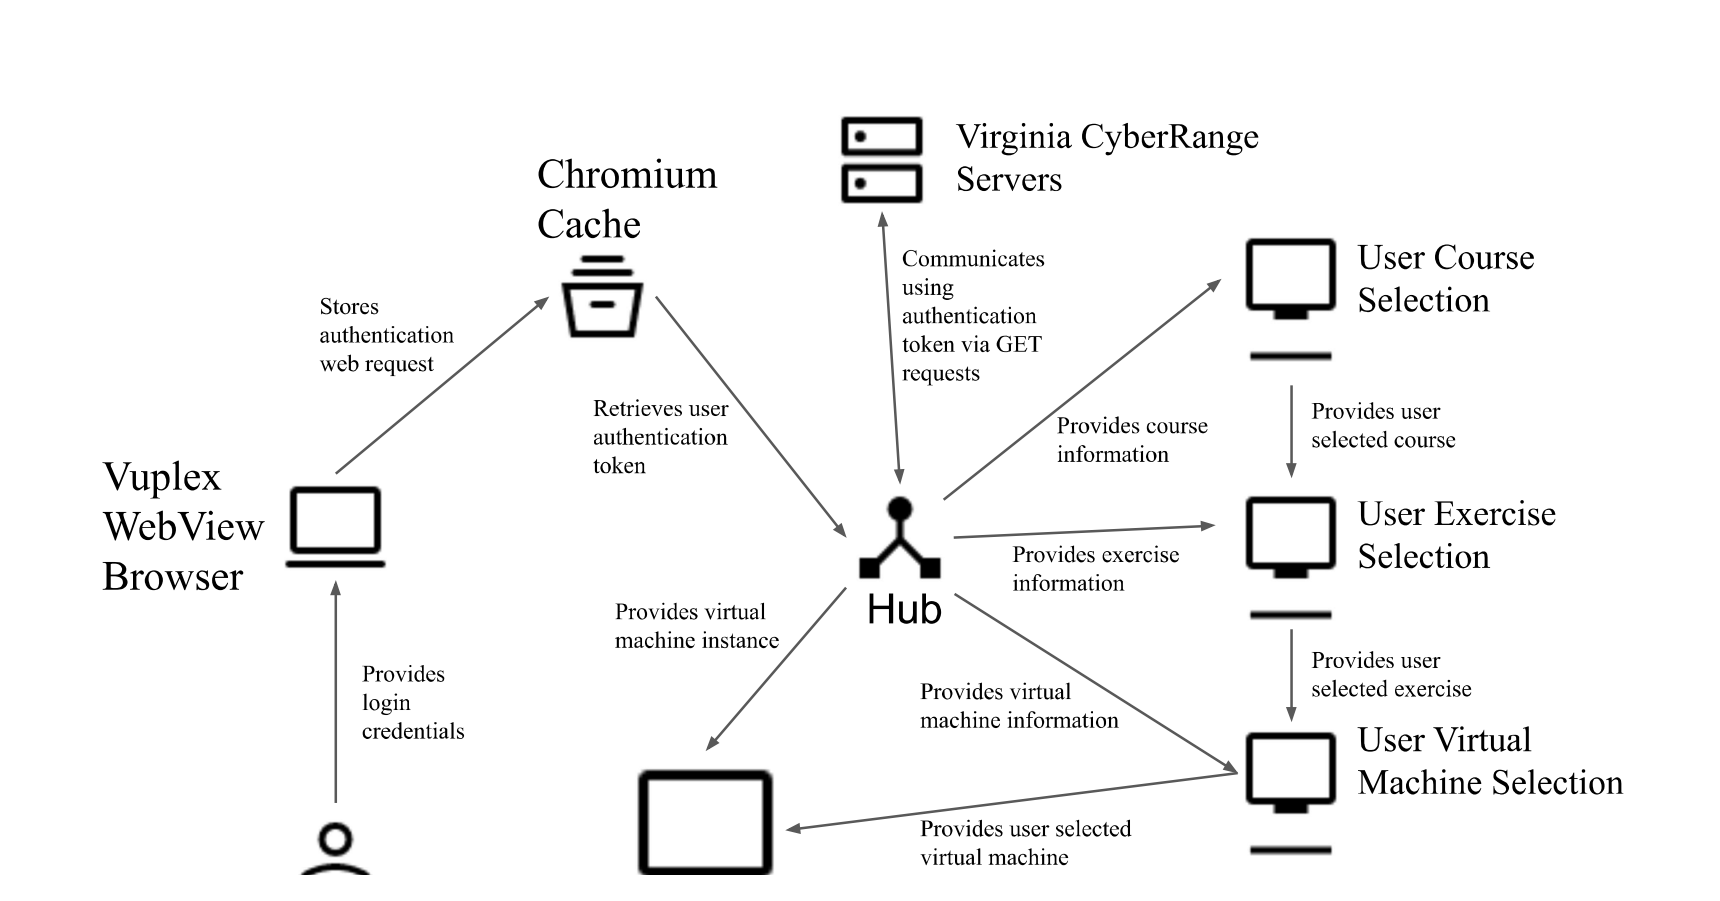 Virginia CyberRange
Servers
Chromium
Cache
Communicates
using
authentication
token via GET
requests
User Course
Selection
Stores
authentication
web request
Retrieves user
authentication
token
Provides course
information
Provides user
selected course
Vuplex
WebView
Browser
User Exercise
Selection
Provides exercise
information
Hub
Provides virtual
machine instance
Provides
login
credentials
Provides virtual
machine information
Provides user
selected exercise
User Virtual
Machine Selection
Provides user selected
virtual machine